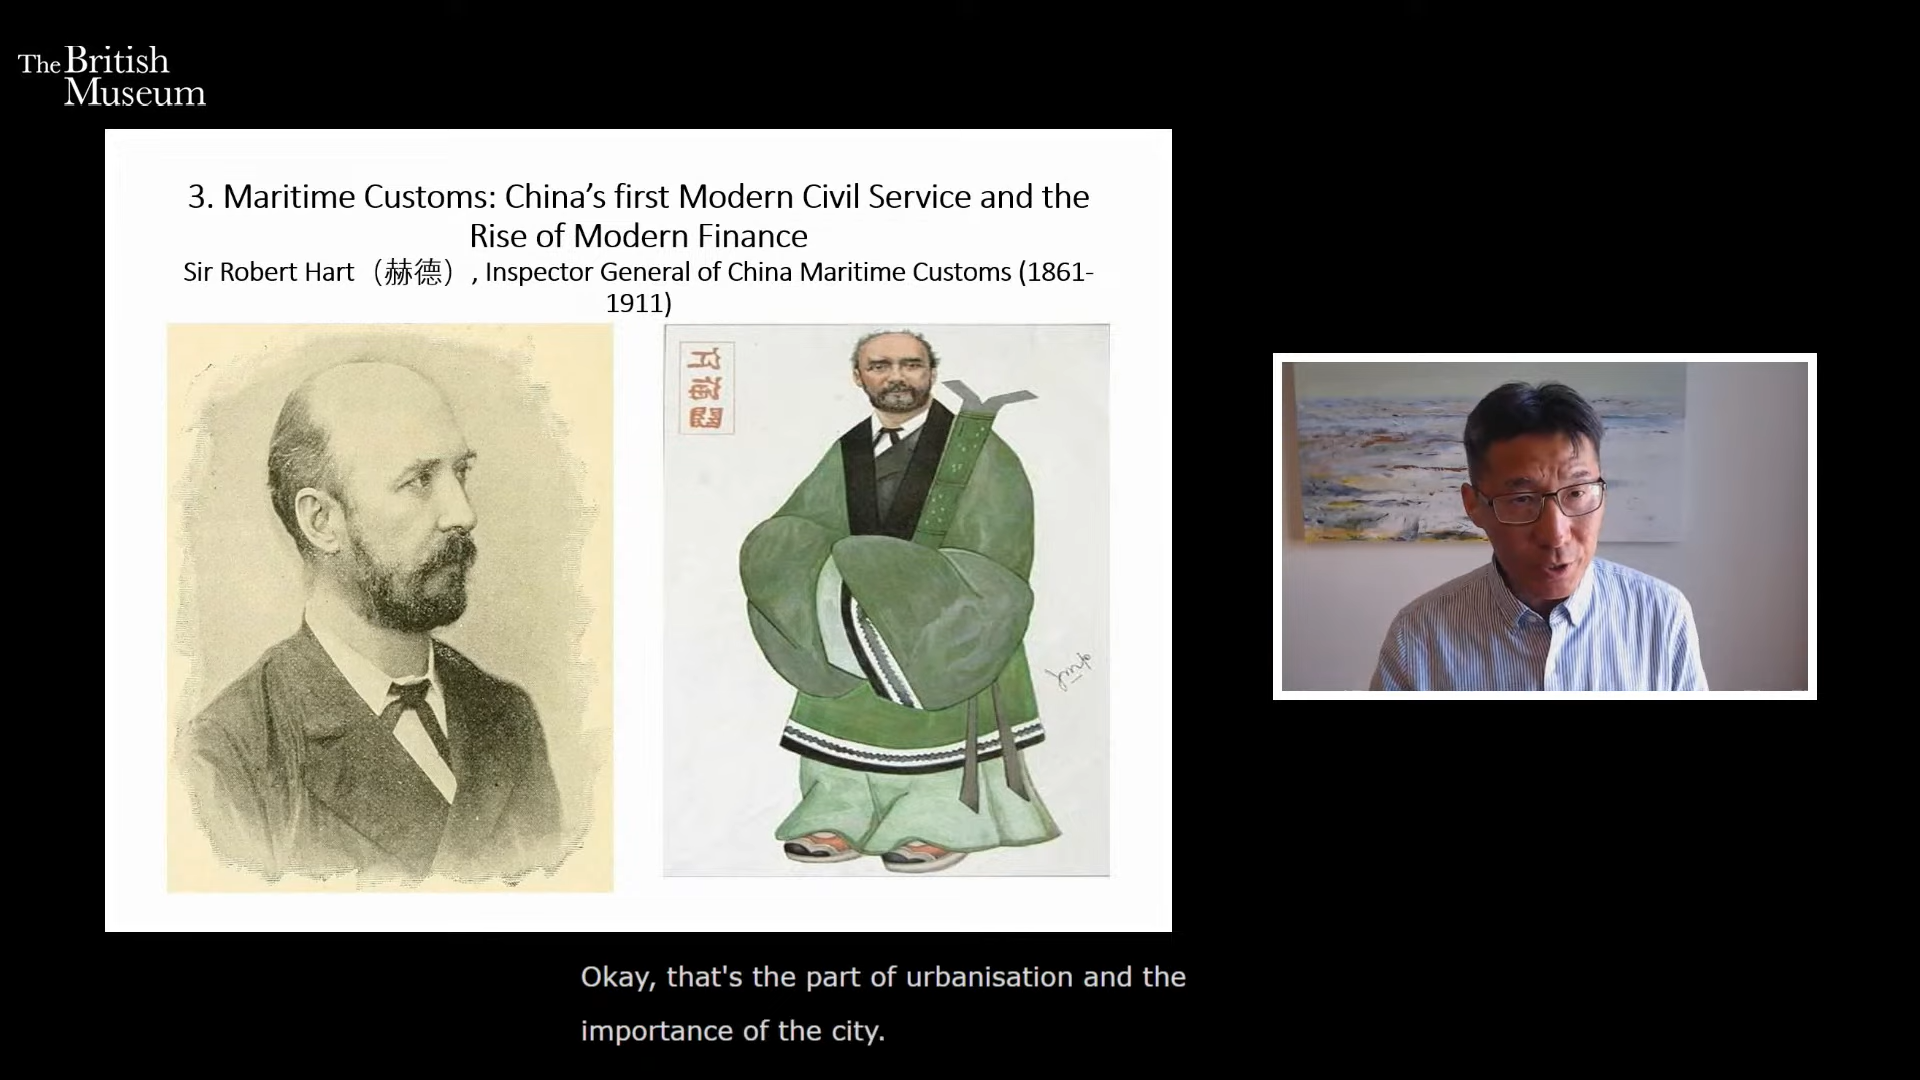 The British
Museum
3. Maritime Customs: China's first Modern Civil Service and the
Rise of Modern Finance
Sir Robert Hart（赫德）, Inspector General of China Maritime Customs (1861-
1911)
Okay, that's the part of urbanisation and the
importance of the city.